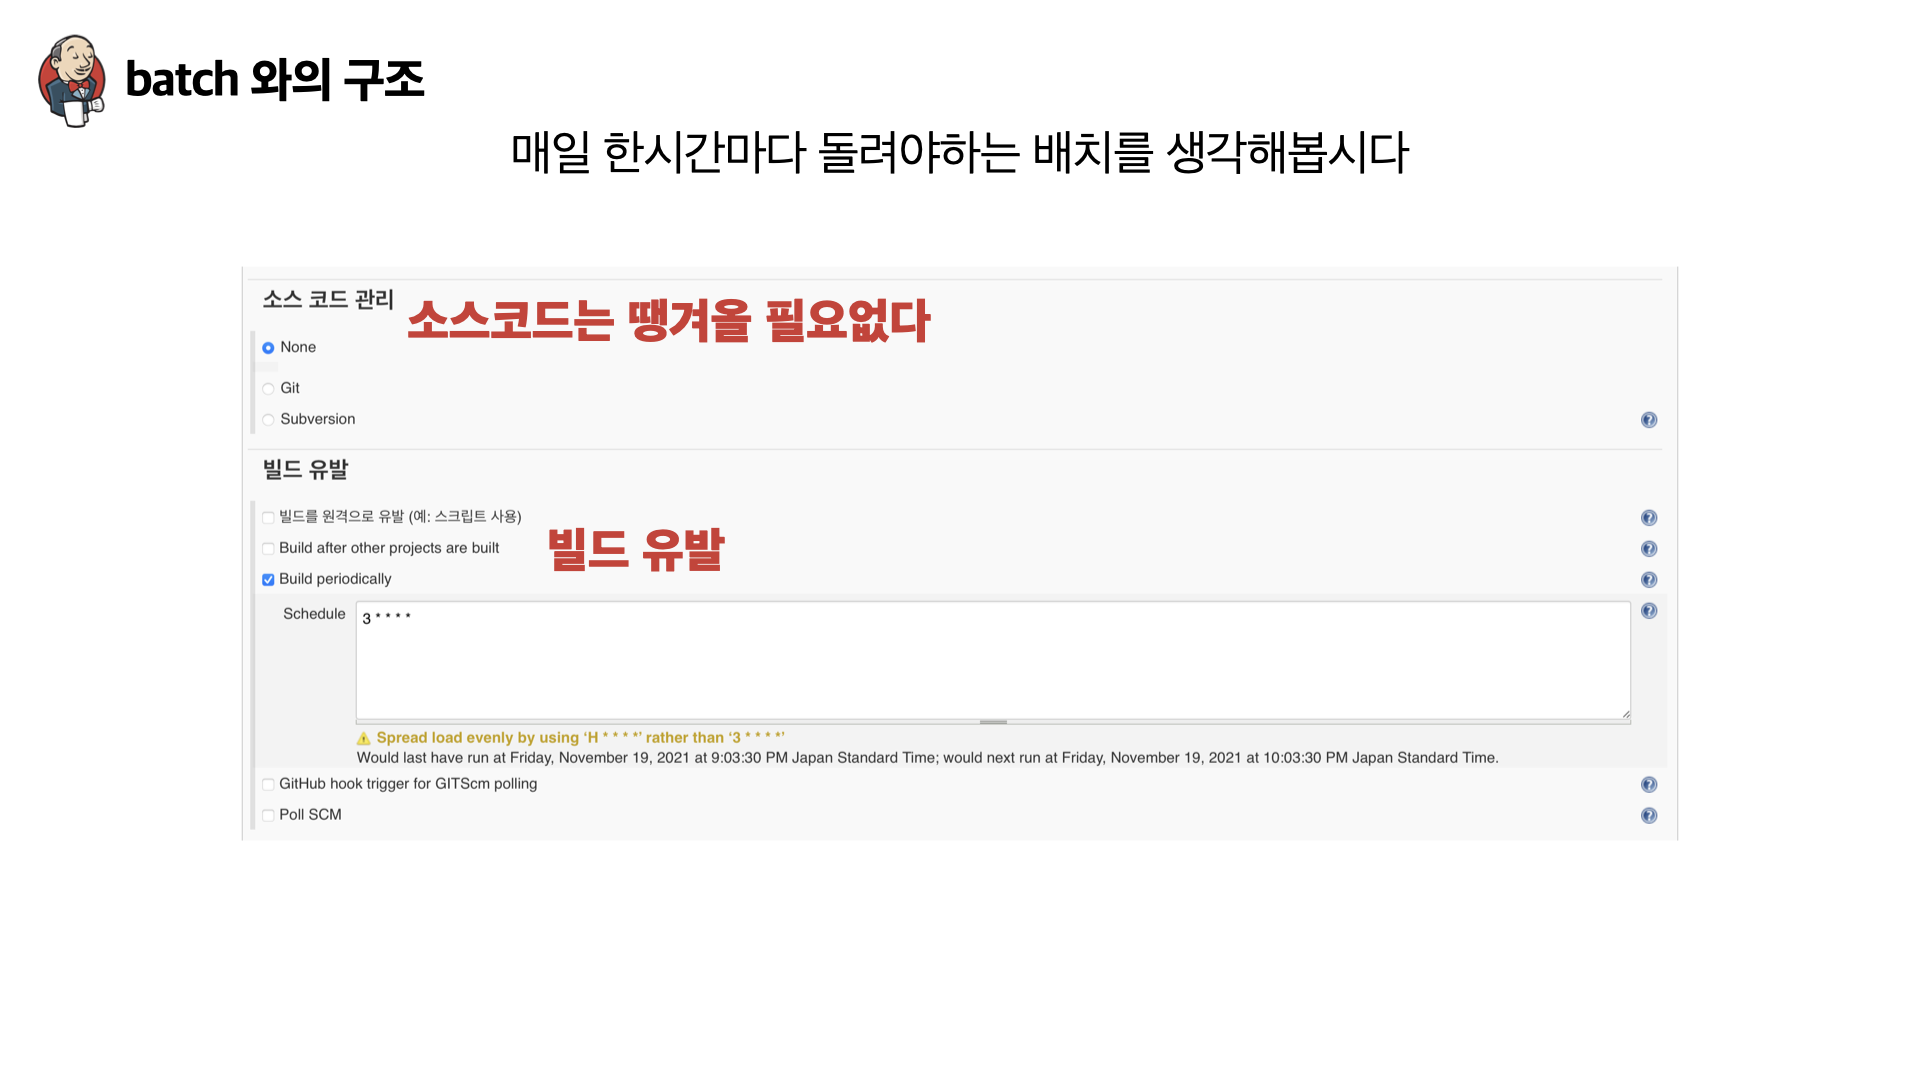 batch 와의 구조
매일 한시간마다 돌려야하는 배치를 생각해봅시다
소스 코드 관리
소스코드는 땡겨올 필요없다
None
Git
Subversion
빌드 유발
빌드를 원격으로 유발 (예: 스크립트 사용)
Build after other projects are built
빌드 유발
Build periodically
Schedule
3 * * * *
Spread load evenly by using ‘H * * * *’ rather than ‘3 * * * *’
Would last have run at Friday, November 19, 2021 at 9:03:30 PM Japan Standard Time; would next run at Friday, November 19, 2021 at 10:03:30 PM Japan Standard Time.
GitHub hook trigger for GITScm polling
Poll SCM